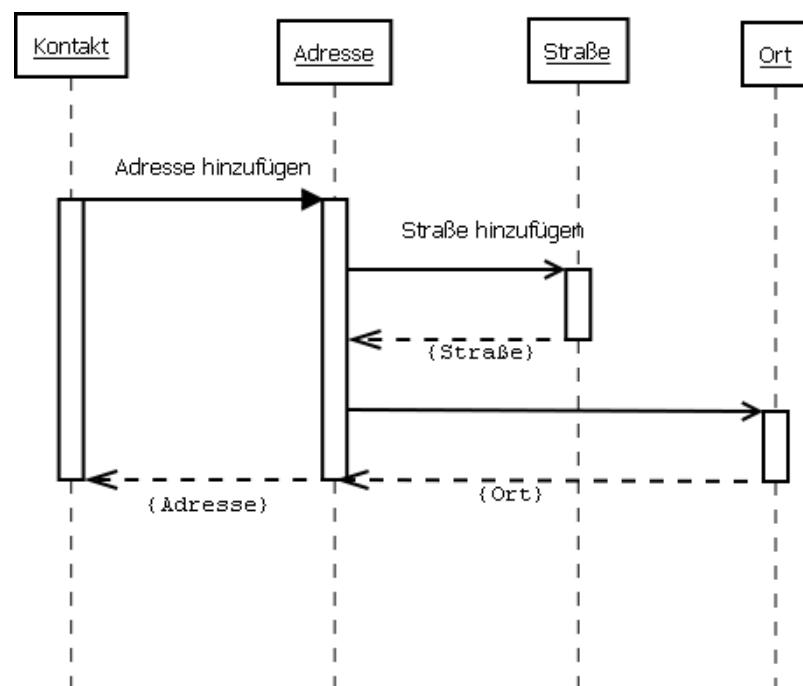 Kontakt
Adresse
Straße
Ort
Adresse hinzufügen
Straße hinzufügen
{Straße}
{Adresse}
{Ort}